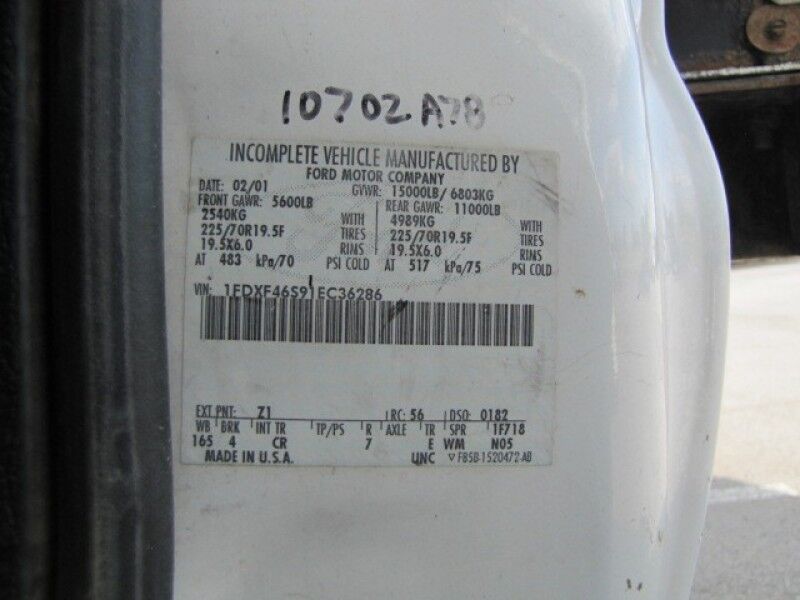 10702A78
INCOMPLETE VEHICLE MANUFACTURED BY
FORD MOTOR COMPANY
DATE: 02/01 GVWR: 15000LB/ 6803KG
FRONT GAWR: 5600LB REAR GAWR: 11000LB
2540KG WITH 4989KG WITH
225/70R19.5F TIRES 225/70R19.5F TIRES
19.5X6.0 RIMS 19.5X6.0 RIMS
AT 483 kPa/70 PSI COLD AT 517 kPa/75 PSI COLD
VIN: 1FDXF46S91EC36286
EXT PNT: Z1 RC: 56 DSO: 0182
WB BRK INT TR TP/PS R AXLE TR SPR 1F718
165 4 CR 7 E WM N05
MADE IN U.S.A. UNC ▽ F85B-1520472-AB